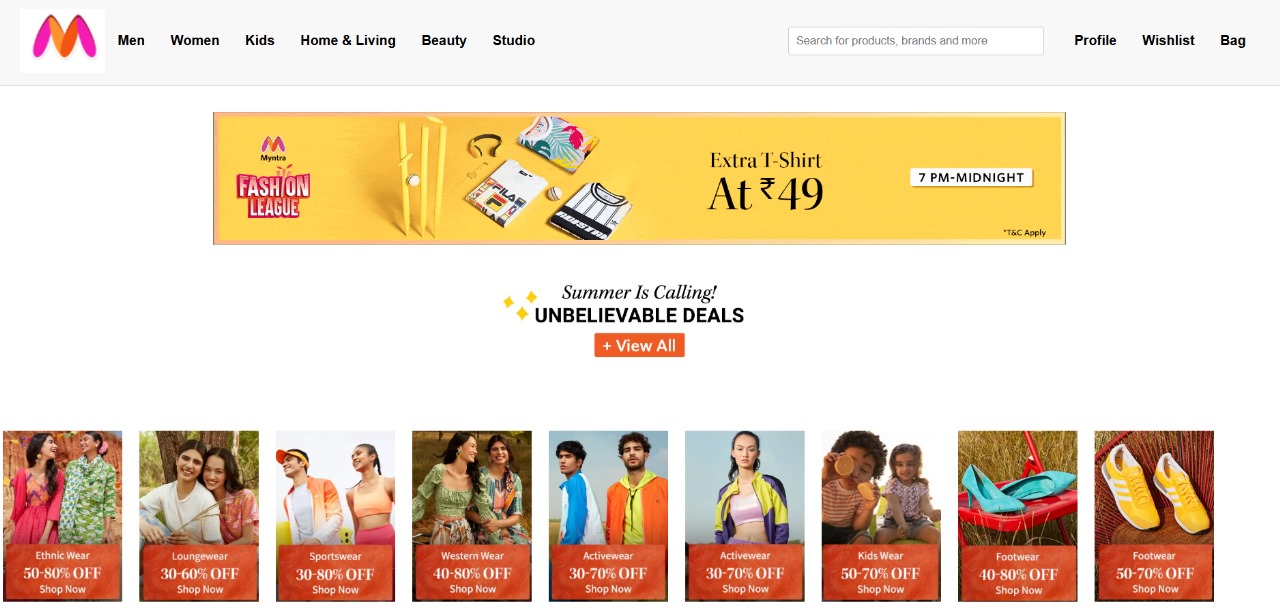 Men Women Kids Home & Living Beauty Studio Search for products, brands and more Profile Wishlist Bag
Myntra
FASHION
LEAGUE
FILA
Extra T-Shirt
At ₹49
7 PM-MIDNIGHT
*T&C Apply
Summer Is Calling!
UNBELIEVABLE DEALS
+ View All
Ethnic Wear
50-80% OFF
Shop Now
Loungewear
30-60% OFF
Shop Now
Sportswear
30-80% OFF
Shop Now
Western Wear
40-80% OFF
Shop Now
Activewear
30-70% OFF
Shop Now
Activewear
30-70% OFF
Shop Now
Kids Wear
50-70% OFF
Shop Now
Footwear
40-80% OFF
Shop Now
Footwear
50-70% OFF
Shop Now